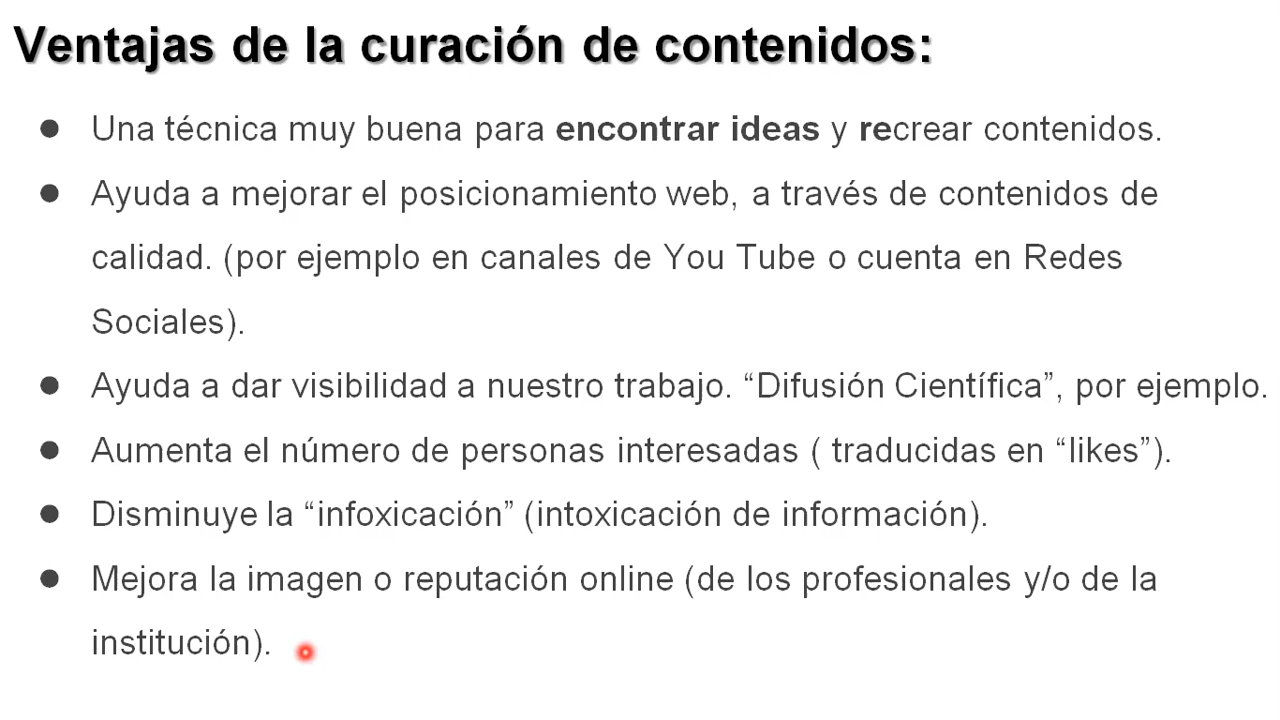 Ventajas de la curación de contenidos:
● Una técnica muy buena para encontrar ideas y recrear contenidos.
● Ayuda a mejorar el posicionamiento web, a través de contenidos de
calidad. (por ejemplo en canales de You Tube o cuenta en Redes
Sociales).
● Ayuda a dar visibilidad a nuestro trabajo. “Difusión Científica”, por ejemplo.
● Aumenta el número de personas interesadas ( traducidas en “likes”).
● Disminuye la “infoxicación” (intoxicación de información).
● Mejora la imagen o reputación online (de los profesionales y/o de la
institución).